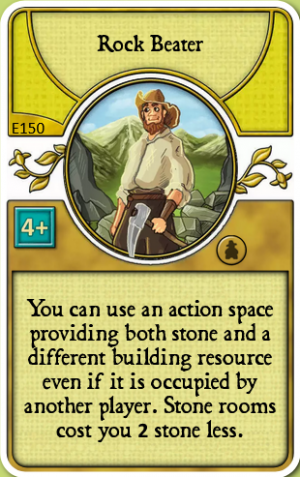 Rock Beater
E150
4+
You can use an action space
providing both stone and a
different building resource
even if it is occupied by
another player. Stone rooms
cost you 2 stone less.